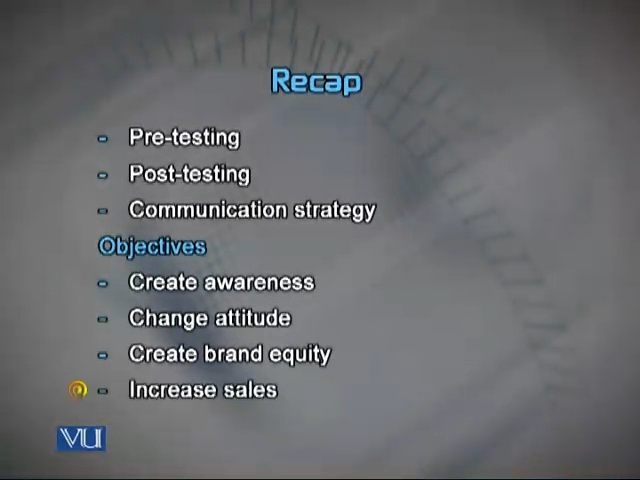 Recap
- Pre-testing
- Post-testing
- Communication strategy
Objectives
- Create awareness
- Change attitude
- Create brand equity
- Increase sales
VU